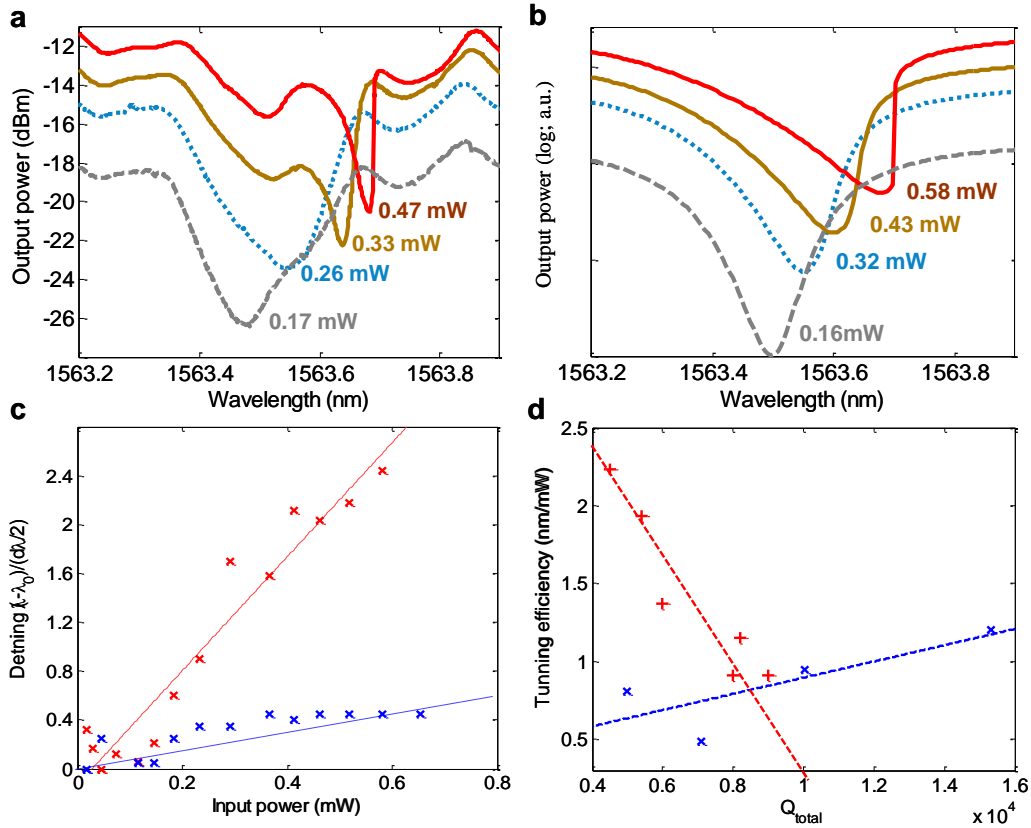 a
Output power (dBm)
-12
-14
-16
-18
-20
-22
-24
-26
0.47 mW
0.33 mW
0.26 mW
0.17 mW
1563.2 1563.4 1563.6 1563.8
Wavelength (nm)
b
Output power (log; a.u.)
0.58 mW
0.43 mW
0.32 mW
0.16mW
1563.2 1563.4 1563.6 1563.8
Wavelength (nm)
c
Detning (λ-λ0)/(dλ/2)
2.4
2
1.6
1.2
0.8
0.4
0
0 0.2 0.4 0.6 0.8
Input power (mW)
d
Tunning efficiency (nm/mW)
2.5
2
1.5
1
0.5
0.4 0.6 0.8 1.0 1.2 1.4 1.6
Qtotal
x 10^4